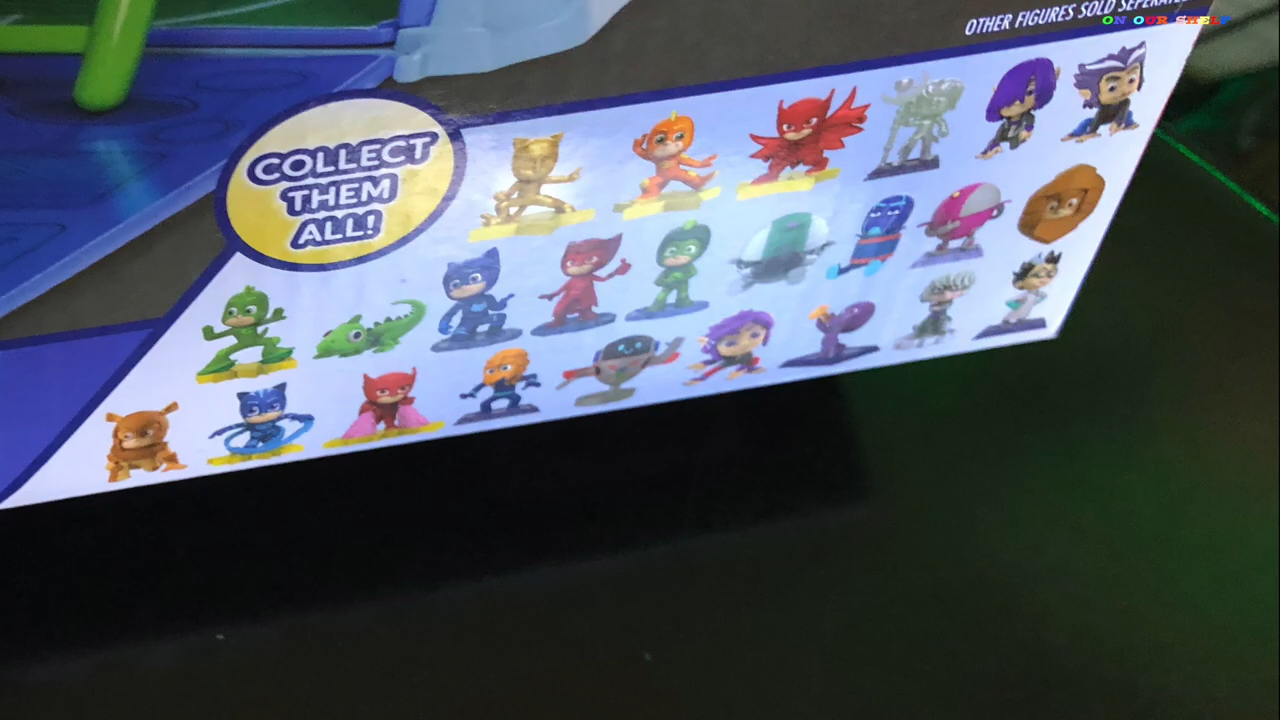 OTHER FIGURES SOLD
ON OUR SHELF
COLLECT
THEM
ALL!